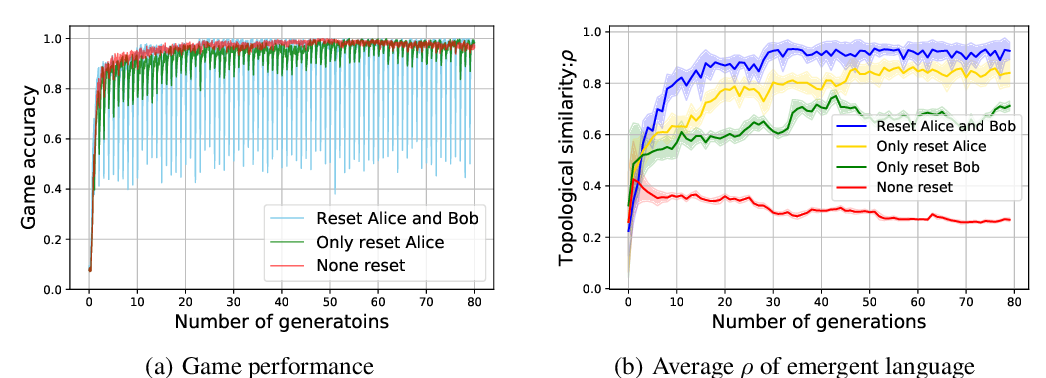 1.0
0.8
0.6
0.4
0.2
0.0
Game accuracy
0 10 20 30 40 50 60 70 80
Number of generatoins
Reset Alice and Bob
Only reset Alice
None reset
(a) Game performance
1.0
0.8
0.6
0.4
0.2
0.0
Topological similarity:ρ
0 10 20 30 40 50 60 70 80
Number of generations
Reset Alice and Bob
Only reset Alice
Only reset Bob
None reset
(b) Average ρ of emergent language